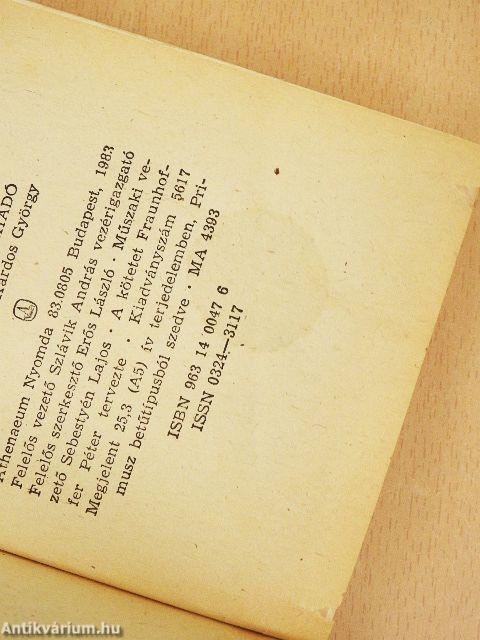 KIADÓ
Kardos György
Athenaeum Nyomda 83.0805 Budapest, 1983
Felelős vezető Szlávik András vezérigazgató
Felelős szerkesztő Erős László · Műszaki ve-
zető Sebestyén Lajos · A kötetet Fraunhof-
fer Péter tervezte · Kiadványszám 5617
Megjelent 25,3 (A5) ív terjedelemben, Pri-
musz betűtípusból szedve · MA 4393
ISBN 963 14 0047 6
ISSN 0324—3117
Antikvárium.hu